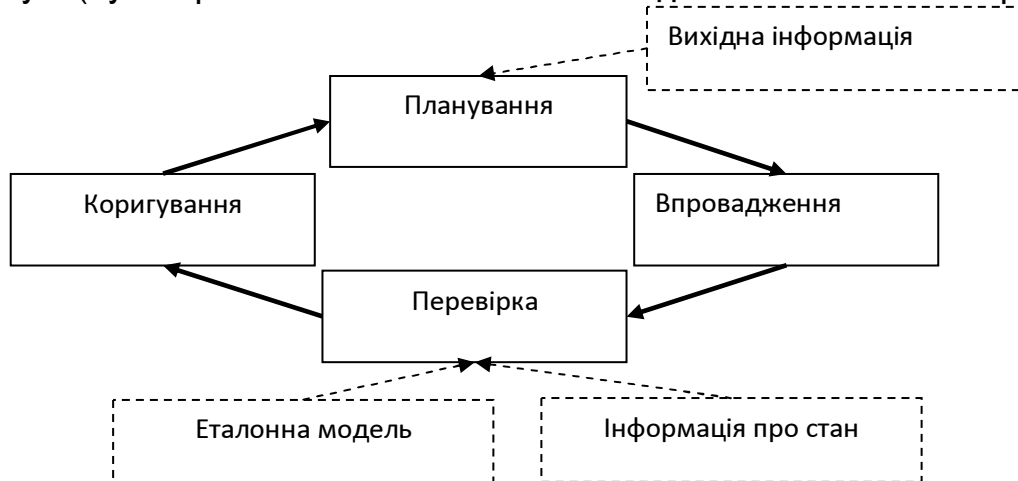 Вихідна інформація
Планування
Коригування
Впровадження
Перевірка
Еталонна модель
Інформація про стан